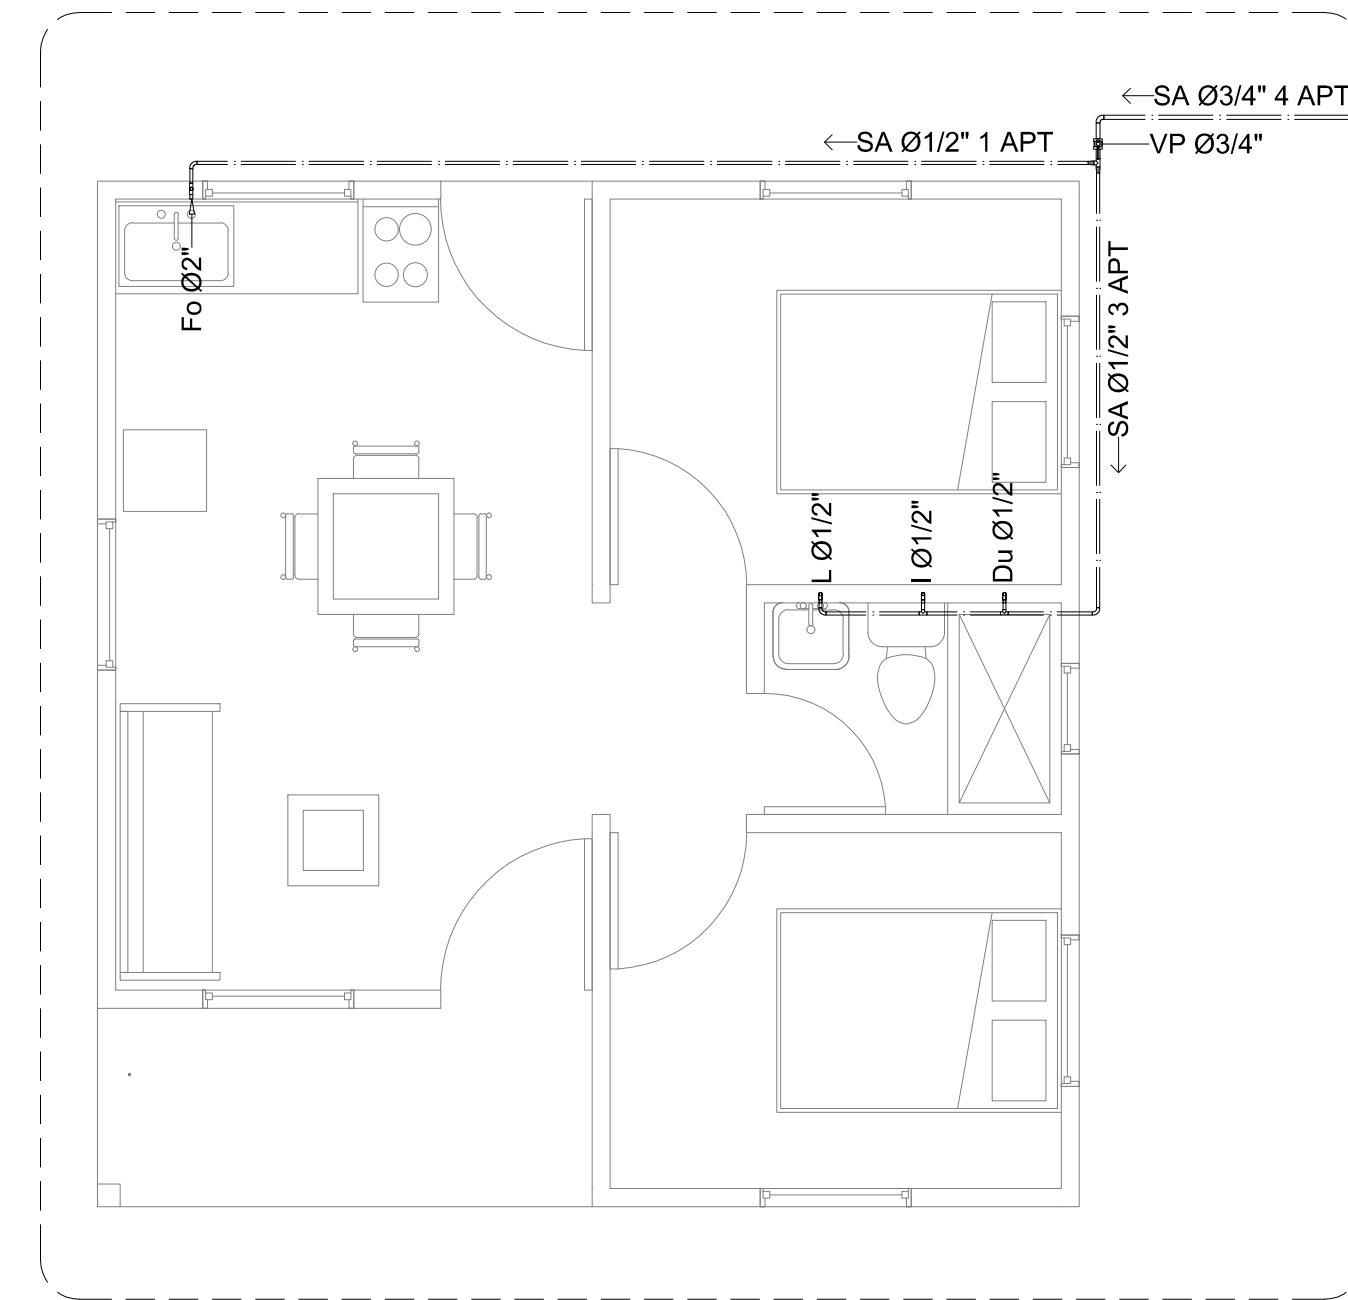 SA Ø3/4" 4 APT
SA Ø1/2" 1 APT
VP Ø3/4"
Fo Ø2"
SA Ø1/2" 3 APT
L Ø1/2"
I Ø1/2"
Du Ø1/2"